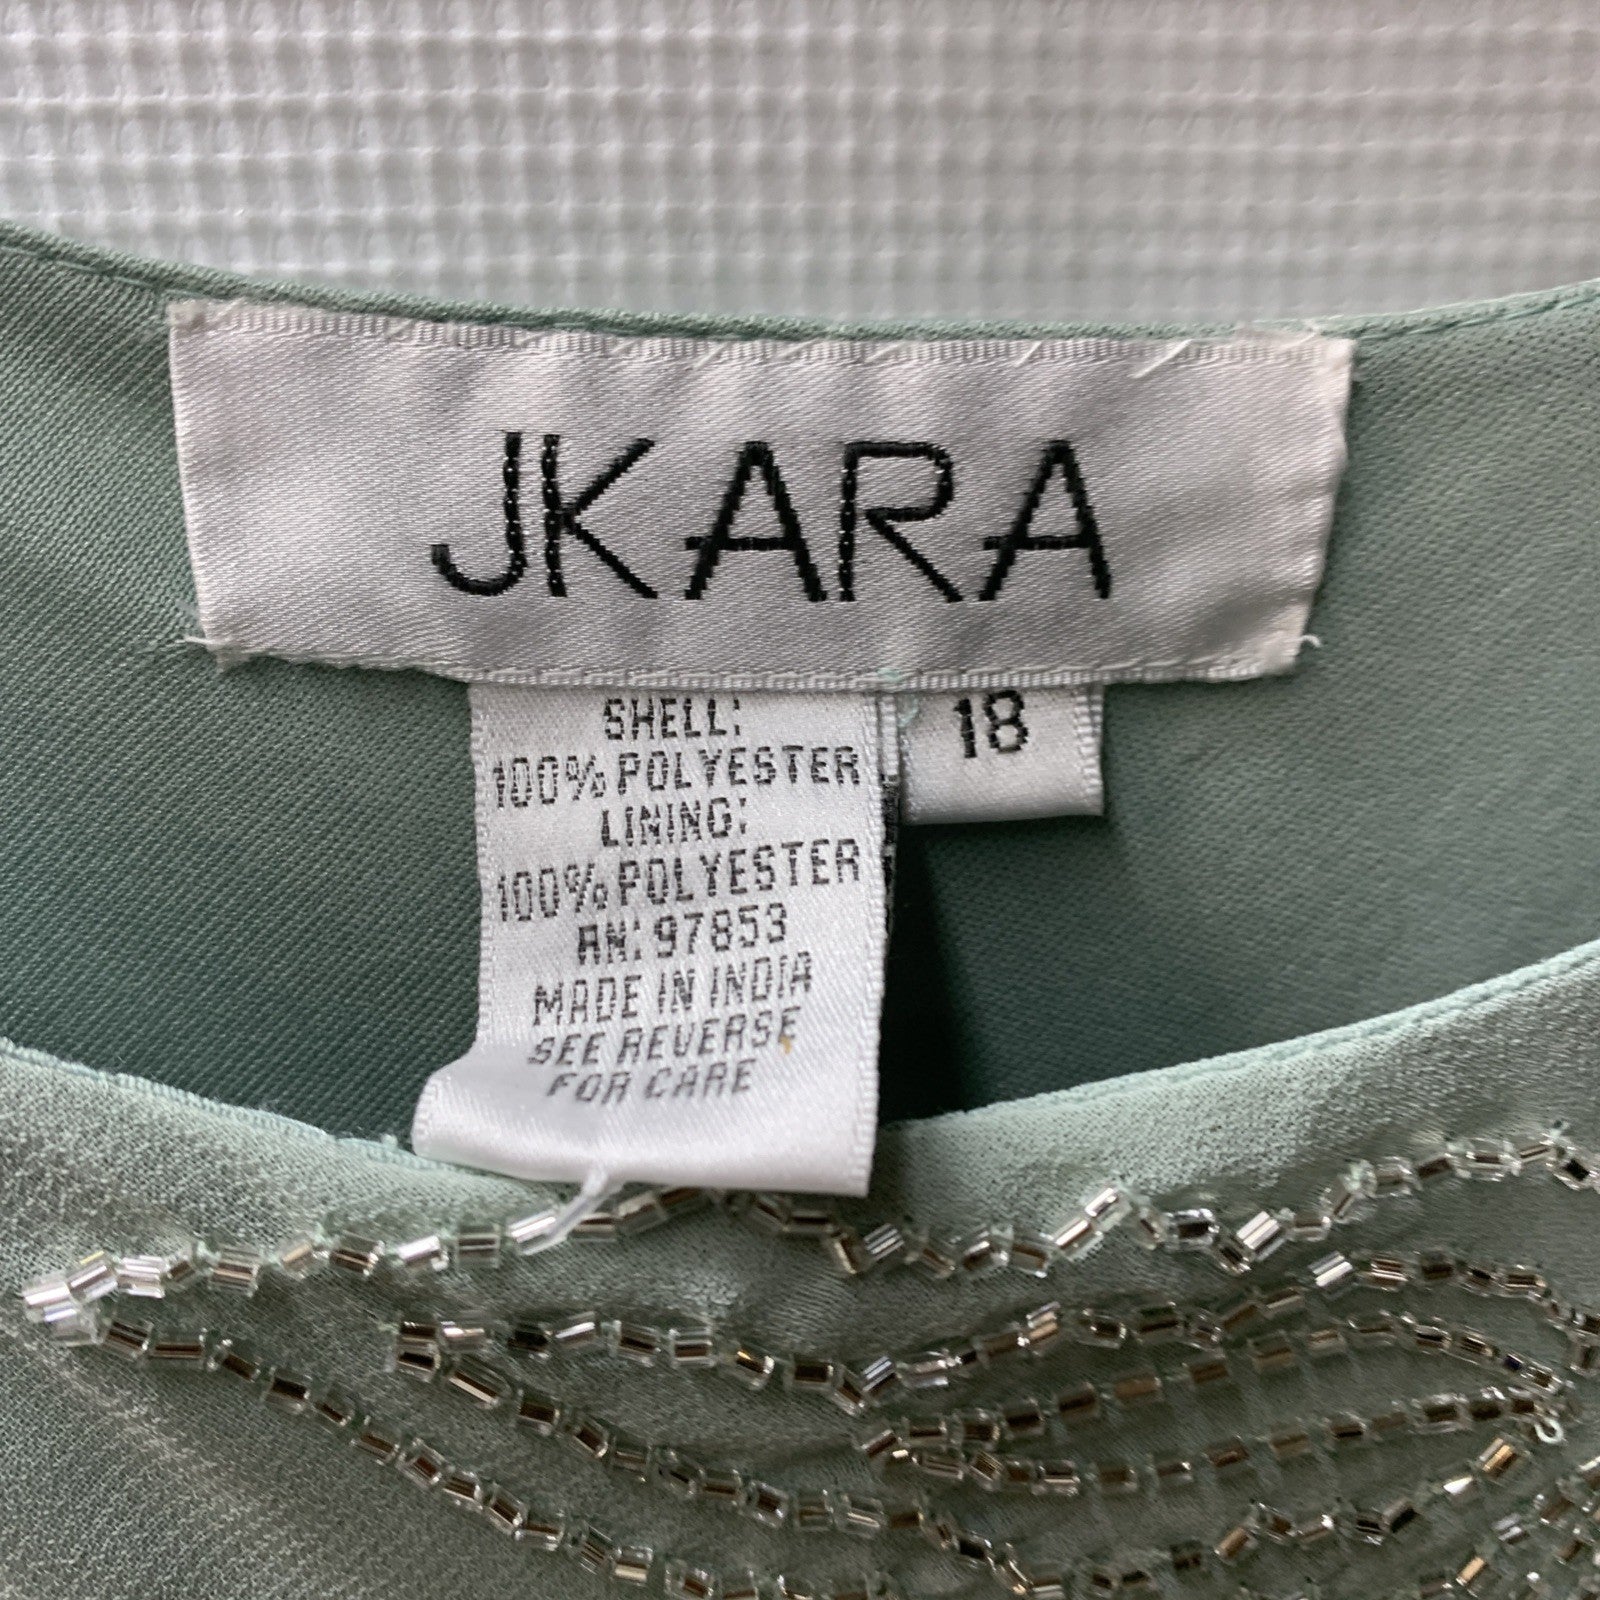 JKARA
18
SHELL:
100% POLYESTER
LINING:
100% POLYESTER
RN: 97853
MADE IN INDIA
SEE REVERSE
FOR CARE